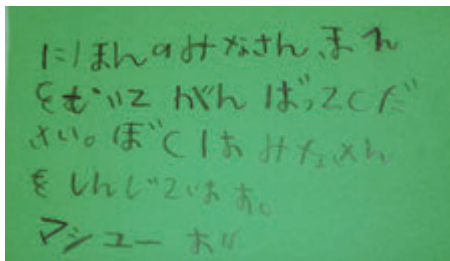 にほんのみなさん、まえ
をむいて がんばってくだ
さい。ぼくは みなさん
を しんじています。
マシュー